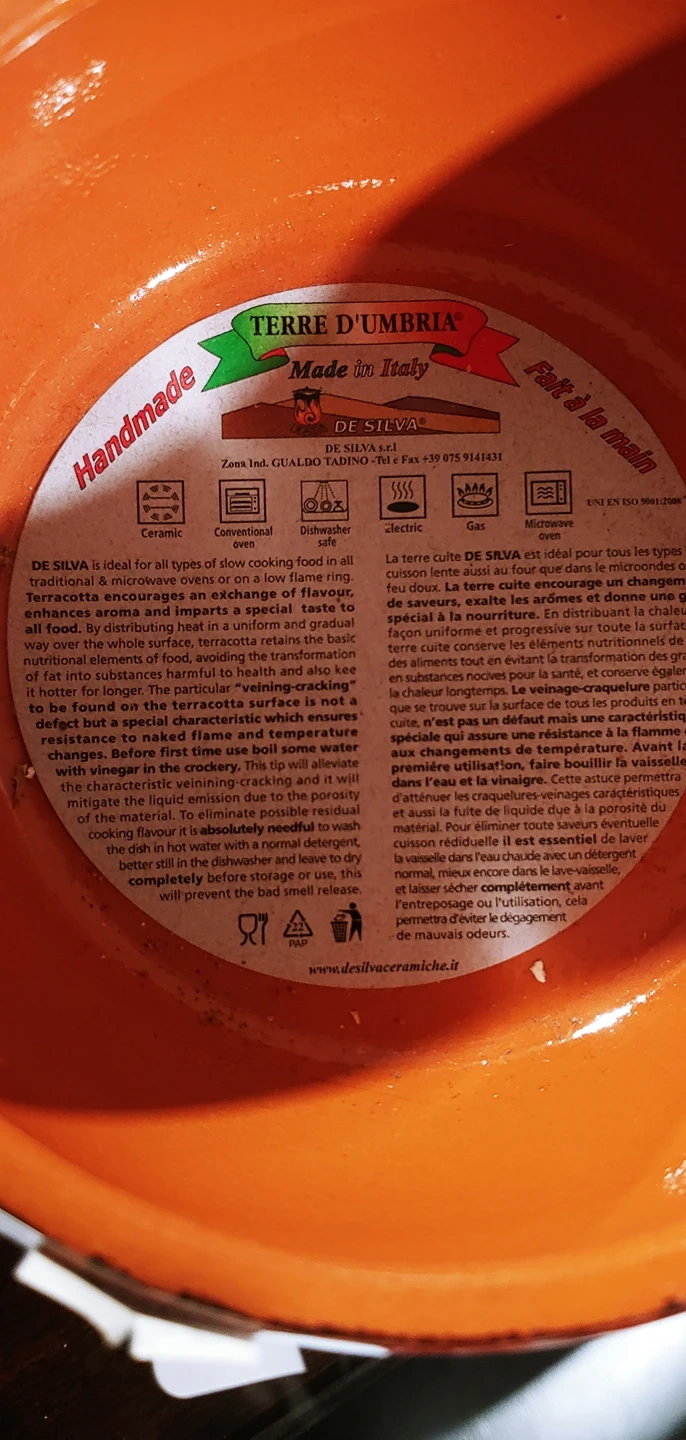 TERRE D'UMBRIA®
Made in Italy
Handmade
Fait à la main
DE SILVA®
DE SILVA s.r.l
Zona Ind. GUALDO TADINO -Tel e Fax +39 075 9141431
UNI EN ISO 9001:2008
Ceramic
Conventional
oven
Dishwasher
safe
Electric
Gas
Microwave
oven
DE SILVA is ideal for all types of slow cooking food in all
traditional & microwave ovens or on a low flame ring.
Terracotta encourages an exchange of flavour,
enhances aroma and imparts a special taste to
all food. By distributing heat in a uniform and gradual
way over the whole surface, terracotta retains the basic
nutritional elements of food, avoiding the transformation
of fat into substances harmful to health and also kee
it hotter for longer. The particular "veining-cracking"
to be found on the terracotta surface is not a
defect but a special characteristic which ensures
resistance to naked flame and temperature
changes. Before first time use boil some water
with vinegar in the crockery. This tip will alleviate
the characteristic veinining-cracking and it will
mitigate the liquid emission due to the porosity
of the material. To eliminate possible residual
cooking flavour it is absolutely needful to wash
the dish in hot water with a normal detergent,
better still in the dishwasher and leave to dry
completely before storage or use, this
will prevent the bad smell release.
La terre cuite DE SILVA est idéal pour tous les types
cuisson lente aussi au four que dans le microondes o
feu doux. La terre cuite encourage un changem
de saveurs, exalte les arômes et donne une g
spécial à la nourriture. En distribuant la chaleu
façon uniforme et progressive sur toute la surfac
terre cuite conserve les éléments nutritionnels de
des aliments tout en évitant la transformation des gra
en substances nocives pour la santé, et conserve égaler
la chaleur longtemps. Le veinage-craquelure partic
que se trouve sur la surface de tous les produits en te
cuite, n'est pas un défaut mais une caractéristiq
spéciale qui assure une résistance à la flamme
aux changements de température. Avant la
première utilisation, faire bouillir la vaisselle
dans l'eau et la vinaigre. Cette astuce permettra
d'atténuer les craquelures-veinages caráctéristiques
et aussi la fuite de liquide due à la porosité du
matérial. Pour éliminer toute saveurs éventuelle
cuisson rédiduelle il est essentiel de laver
la vaisselle dans l'eau chaude avec un détergent
normal, mieux encore dans le lave-vaisselle,
et laisser sècher complétement avant
l'entreposage ou l'utilisation, cela
permettra d'éviter le dégagement
de mauvais odeurs.
22
PAP
www.desilvaceramiche.it